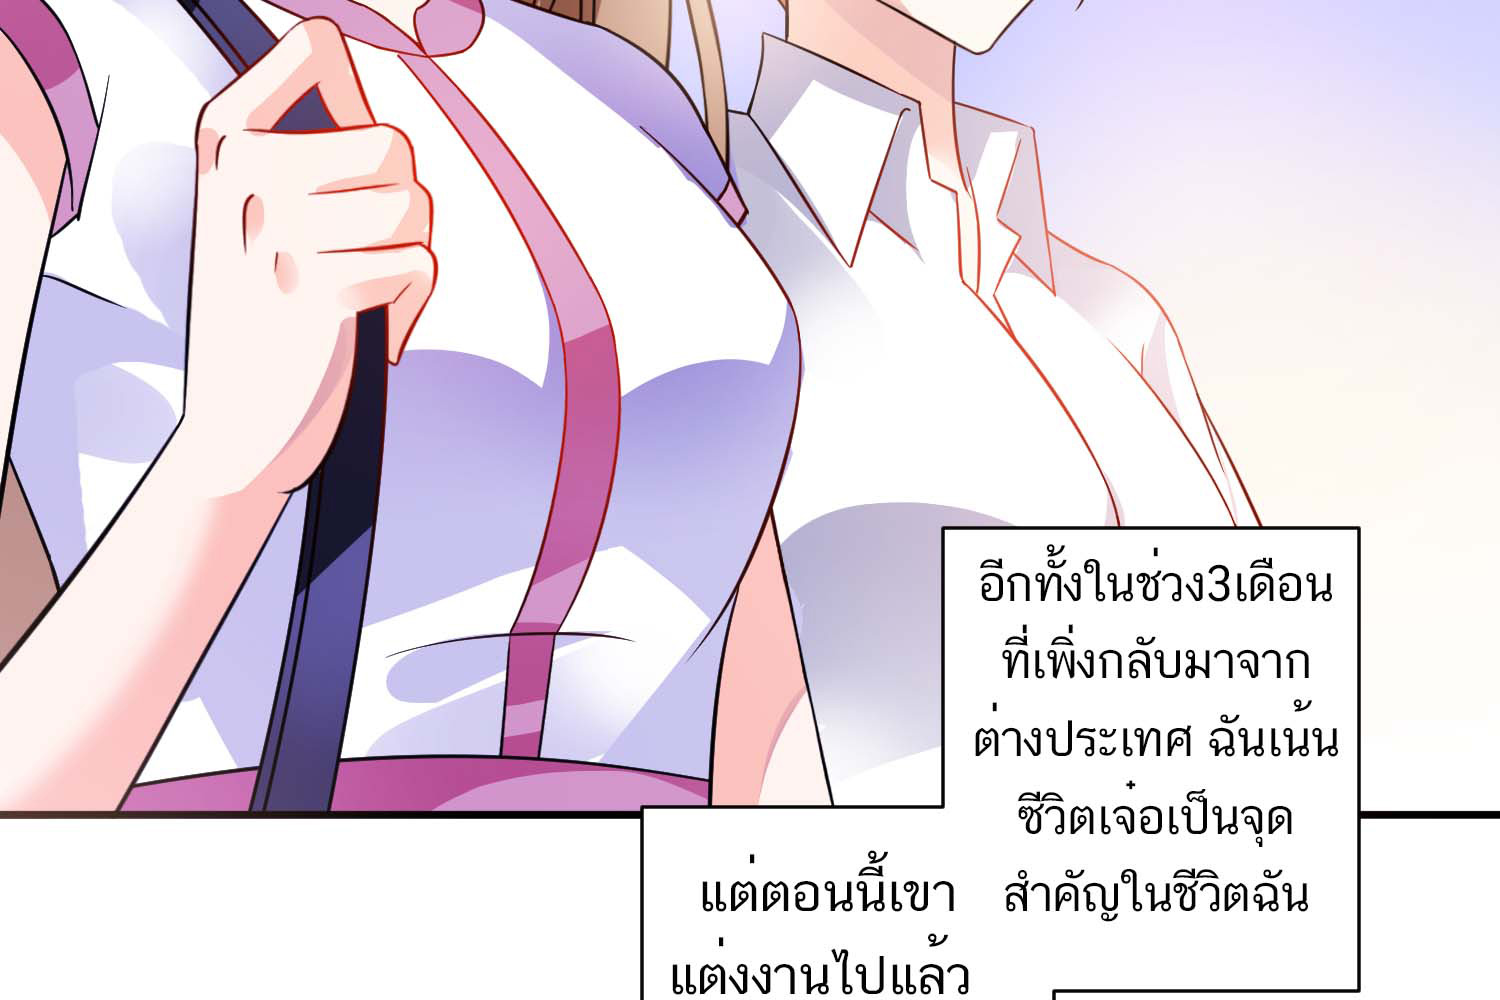 อีกทั้งในช่วง3เดือน
ที่เพิ่งกลับมาจาก
ต่างประเทศ ฉันเน้น
ชีวิตเจ๋อเป็นจุด
สำคัญในชีวิตฉัน
แต่ตอนนี้เขา
แต่งงานไปแล้ว